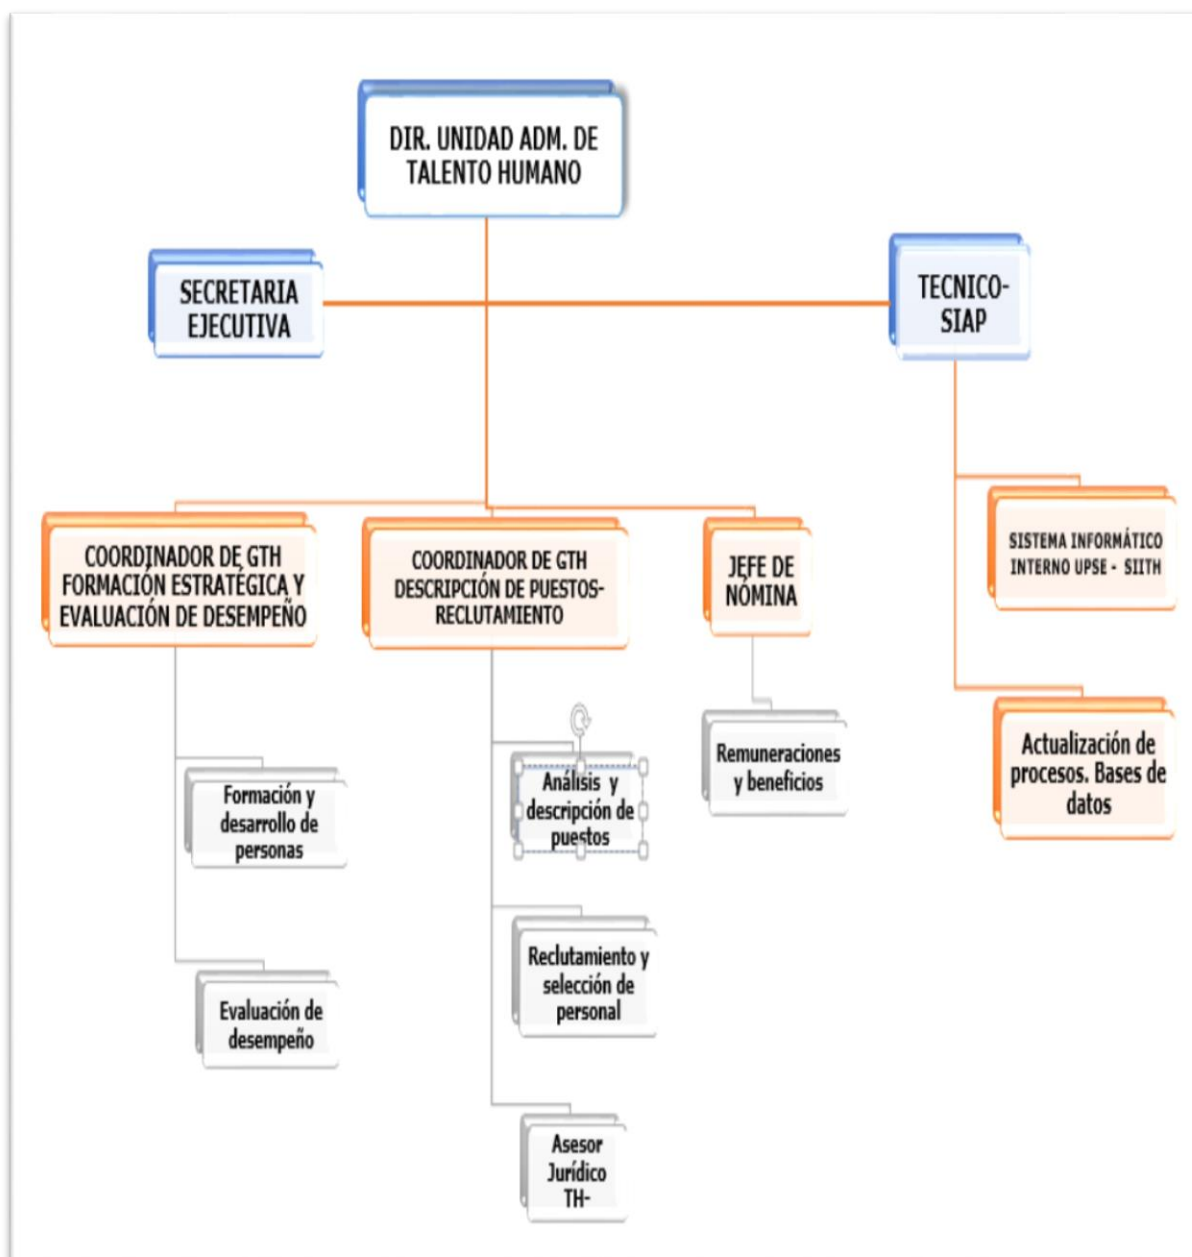 DIR. UNIDAD ADM. DE
TALENTO HUMANO
SECRETARIA
EJECUTIVA
TECNICO-
SIAP
COORDINADOR DE GTH
FORMACIÓN ESTRATÉGICA Y
EVALUACIÓN DE DESEMPEÑO
COORDINADOR DE GTH
DESCRIPCIÓN DE PUESTOS-
RECLUTAMIENTO
JEFE DE
NÓMINA
SISTEMA INFORMÁTICO
INTERNO UPSE - SIITH
Formación y
desarrollo de
personas
Análisis y
descripción de
puestos
Remuneraciones
y beneficios
Actualización de
procesos. Bases de
datos
Reclutamiento y
selección de
personal
Evaluación de
desempeño
Asesor
Jurídico
TH-